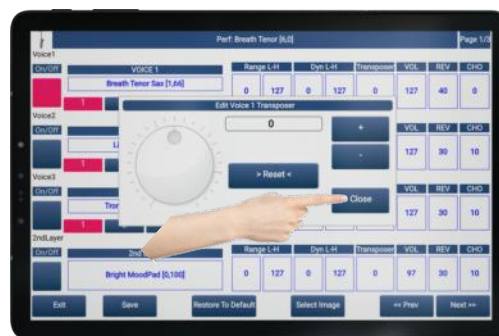 Perf: Breath Tenor [6,0]
Page 1/3
Voice1
On/Off VOICE 1 Range L-H Dyn L-H Transposer VOL REV CHO
Breath Tenor Sax [1,66] 0 127 0 127 0 127 40 0
1
Edit Voice 1 Transposer
0
+
-
> Reset <
Close
Voice2
On/Off VOL REV CHO
127 30 10
1
Voice3
On/Off VOL REV CHO
127 30 10
1
2ndLayer
On/Off Range L-H Dyn L-H Transposer VOL REV CHO
Bright MoodPad [0,100] 0 127 0 127 0 97 30 10
Exit Save Restore To Default Select Image << Prev Next >>